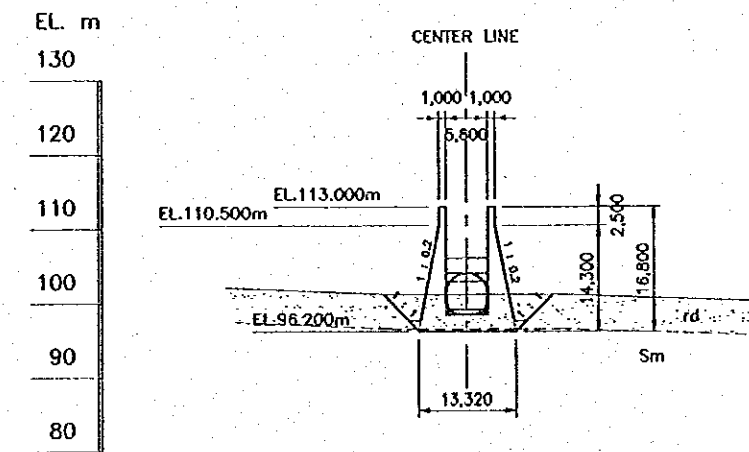 EL. m
CENTER LINE
130
1,000 1,000
5,600
120
EL.113.000m
110
EL.110.500m
2,500
1 : 0.2
1 : 0.2
14,300
16,800
100
EL.96.200m
rd
90
Sm
13,320
80